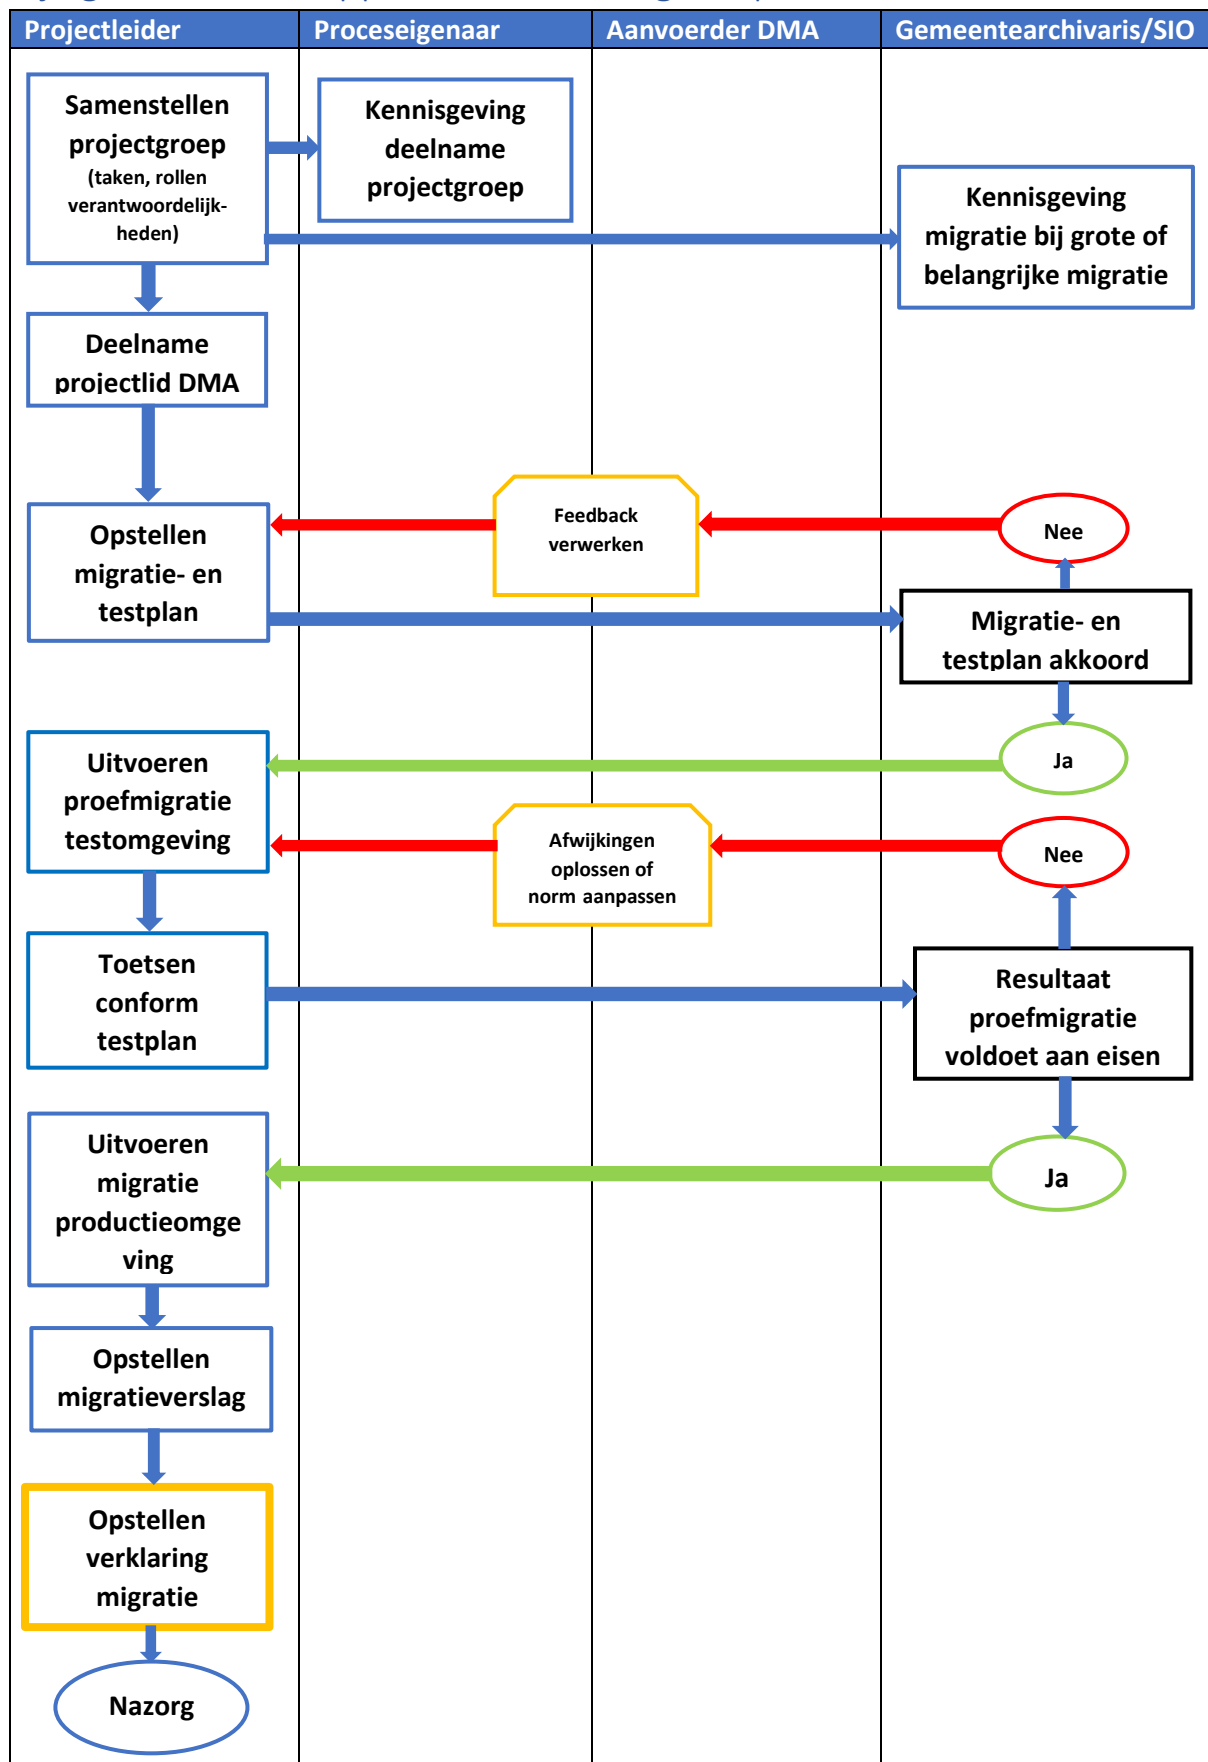 Projectleider
Proceseigenaar
Aanvoerder DMA
Gemeentearchivaris/SIO
Samenstellen
projectgroep
(taken, rollen
verantwoordelijk-
heden)
Kennisgeving
deelname
projectgroep
Kennisgeving
migratie bij grote of
belangrijke migratie
Deelname
projectlid DMA
Opstellen
migratie- en
testplan
Feedback
verwerken
Nee
Migratie- en
testplan akkoord
Ja
Uitvoeren
proefmigratie
testomgeving
Afwijkingen
oplossen of
norm aanpassen
Nee
Toetsen
conform
testplan
Resultaat
proefmigratie
voldoet aan eisen
Ja
Uitvoeren
migratie
productieomge
ving
Opstellen
migratieverslag
Opstellen
verklaring
migratie
Nazorg